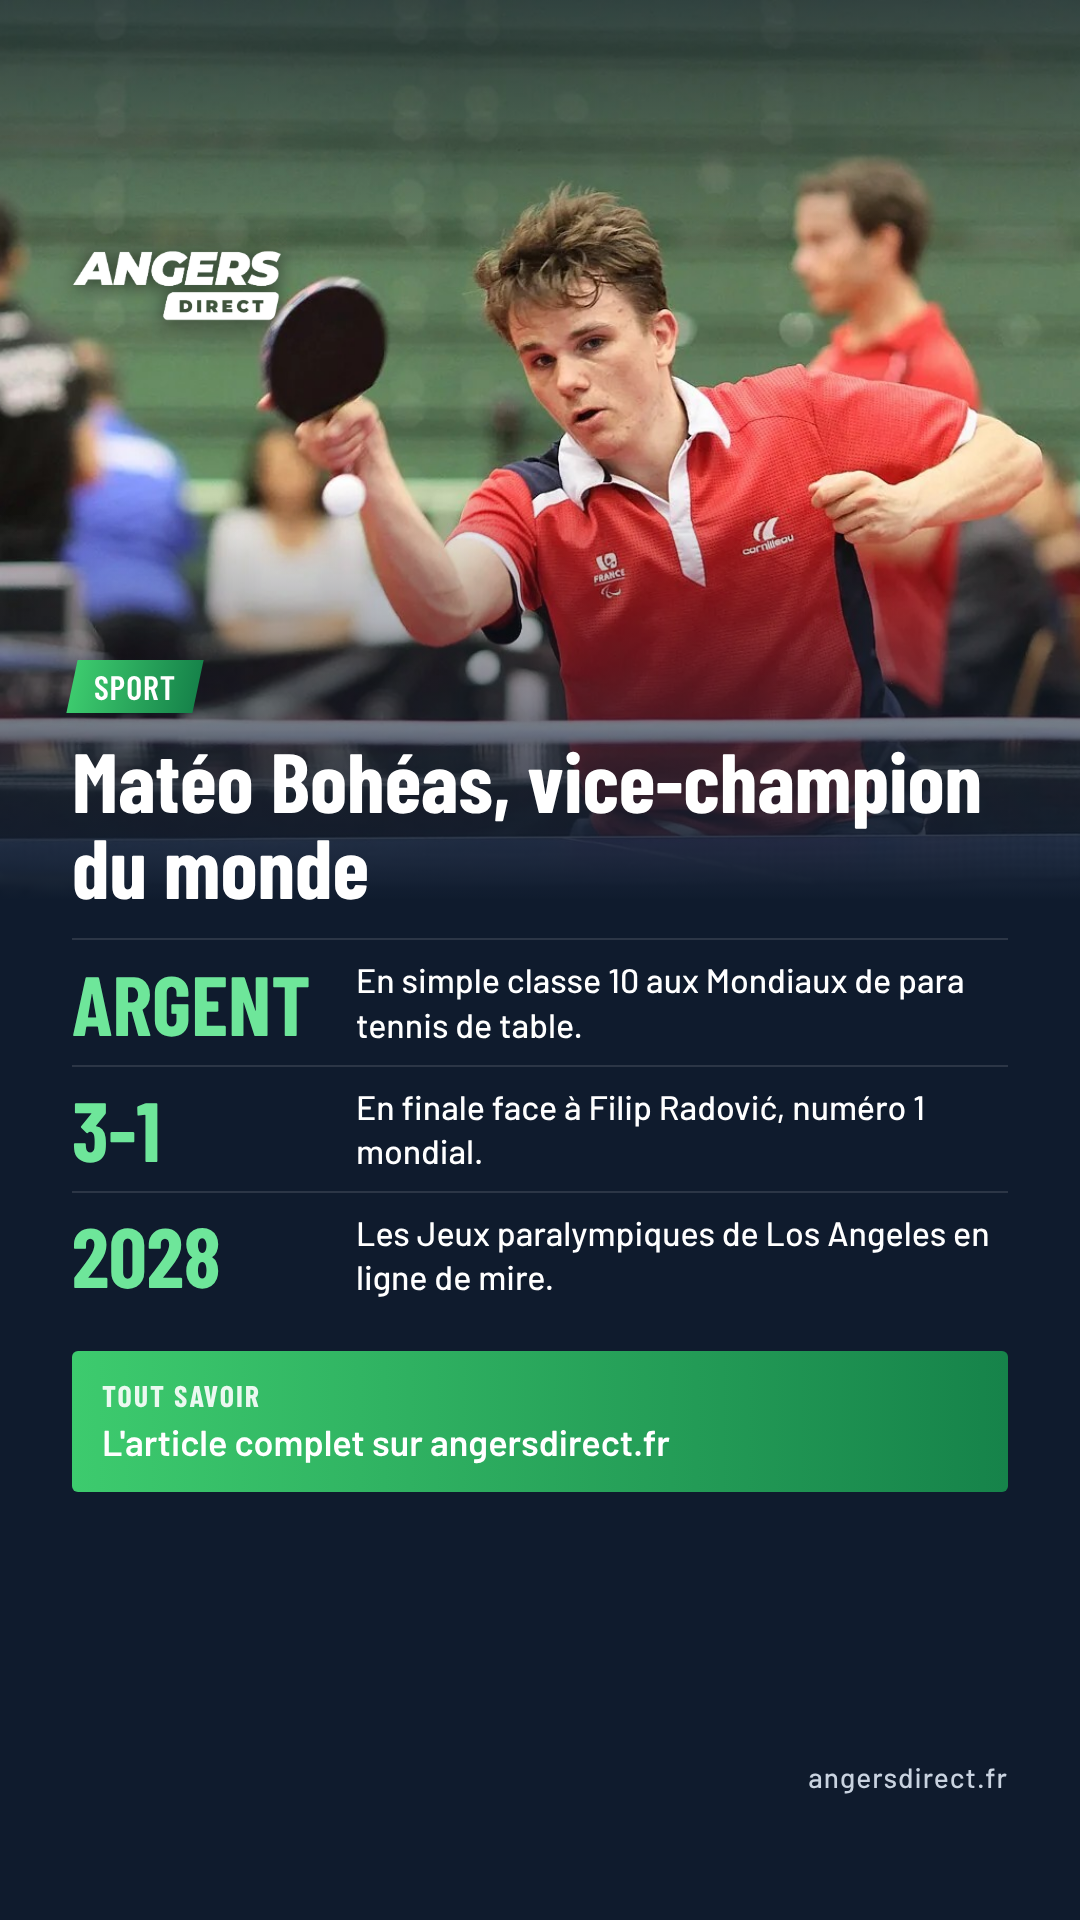 ANGERS
DIRECT
FRANCE
cornilleau
SPORT
Matéo Bohéas, vice-champion
du monde
ARGENT
En simple classe 10 aux Mondiaux de para
tennis de table.
3-1
En finale face à Filip Radović, numéro 1
mondial.
2028
Les Jeux paralympiques de Los Angeles en
ligne de mire.
TOUT SAVOIR
L'article complet sur angersdirect.fr
angersdirect.fr